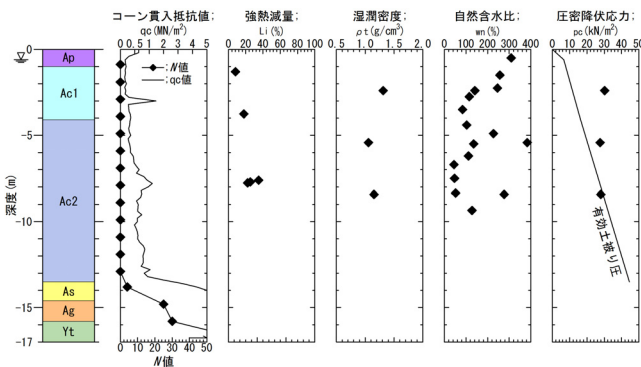 コーン貫入抵抗値; 強熱減量; 湿潤密度; 自然含水比; 圧密降伏応力;
qc(MN/m²) Li(%) ρt(g/cm³) wn(%) pc(kN/m²)
0 1 2 3 4 5 0 20 40 60 80 100 0.5 1.0 1.5 2.0 0 100 200 300 400 0 10 20 30 40 50
0
Ap
:N値
:qc値
Ac1
-5
深度(m)
Ac2
-10
有効土被り圧
As
-15
Ag
Yt
-17
0 10 20 30 40 50
N値